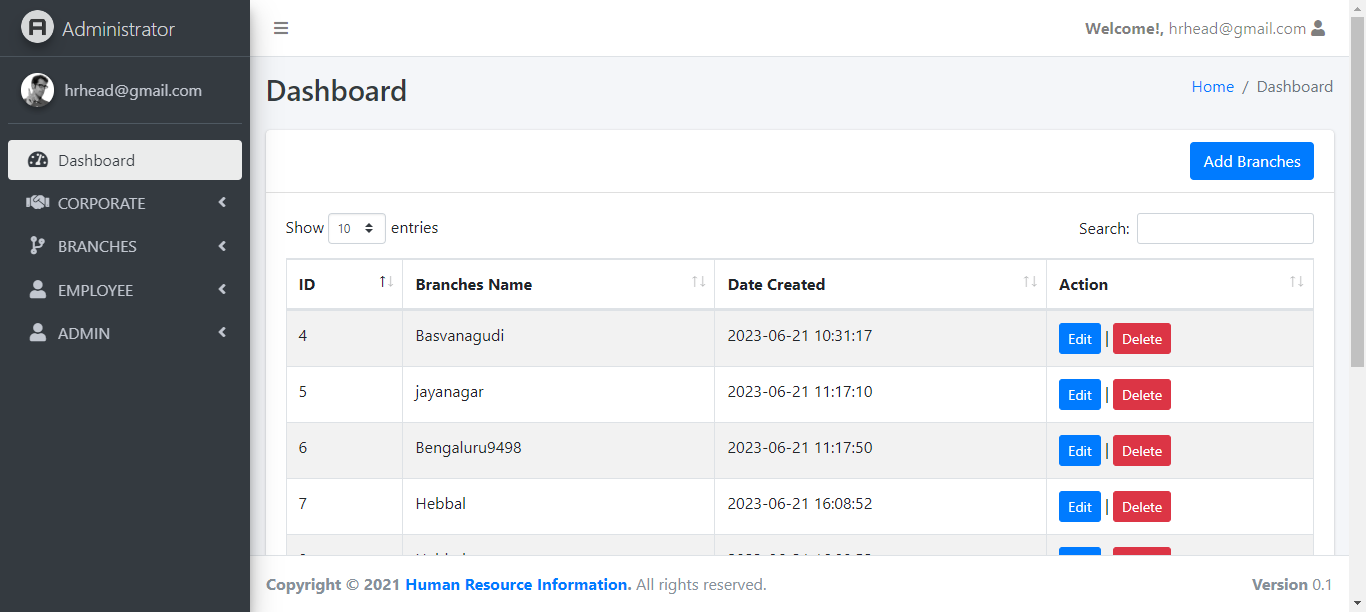 Administrator
Welcome!, hrhead@gmail.com
hrhead@gmail.com
Dashboard
CORPORATE
BRANCHES
EMPLOYEE
ADMIN
Dashboard
Home / Dashboard
Add Branches
Show 10 entries
Search:
ID Branches Name Date Created Action
4 Basvanagudi 2023-06-21 10:31:17 Edit | Delete
5 jayanagar 2023-06-21 11:17:10 Edit | Delete
6 Bengaluru9498 2023-06-21 11:17:50 Edit | Delete
7 Hebbal 2023-06-21 16:08:52 Edit | Delete
Copyright © 2021 Human Resource Information. All rights reserved.
Version 0.1